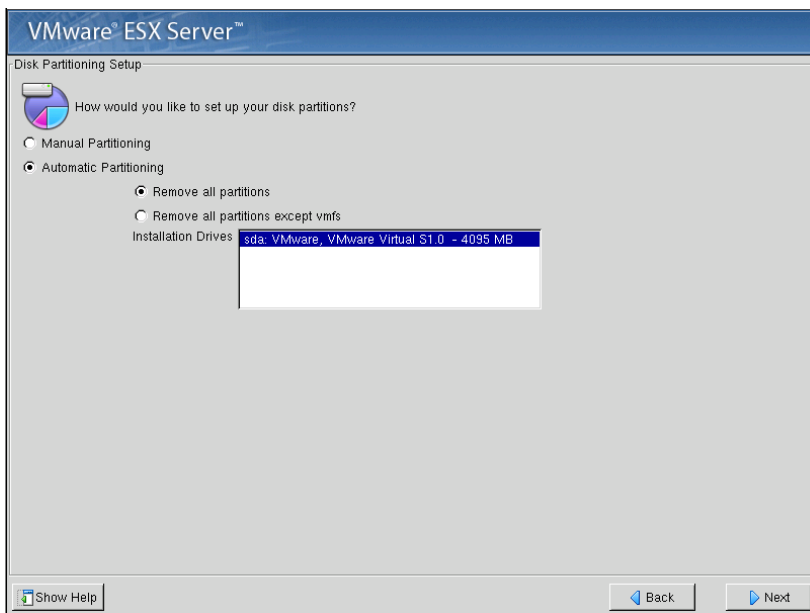 VMware® ESX Server™
Disk Partitioning Setup
How would you like to set up your disk partitions?
Manual Partitioning
Automatic Partitioning
Remove all partitions
Remove all partitions except vmfs
Installation Drives
sda: VMware, VMware Virtual S1.0 - 4095 MB
Show Help
Back
Next